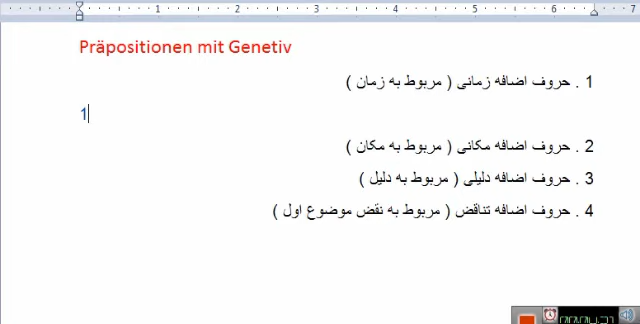 Präpositionen mit Genetiv
1 . حروف اضافه زمانی ( مربوط به زمان )
1
2 . حروف اضافه مکانی ( مربوط به مکان )
3 . حروف اضافه دلیلی ( مربوط به دلیل )
4 . حروف اضافه تناقض ( مربوط به نقض موضوع اول )